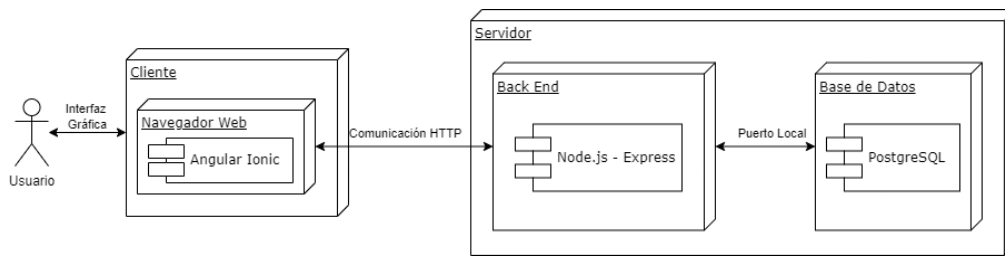 Servidor
Cliente
Back End
Base de Datos
Interfaz
Gráfica
Navegador Web
Comunicación HTTP
Puerto Local
Angular Ionic
Node.js - Express
PostgreSQL
Usuario